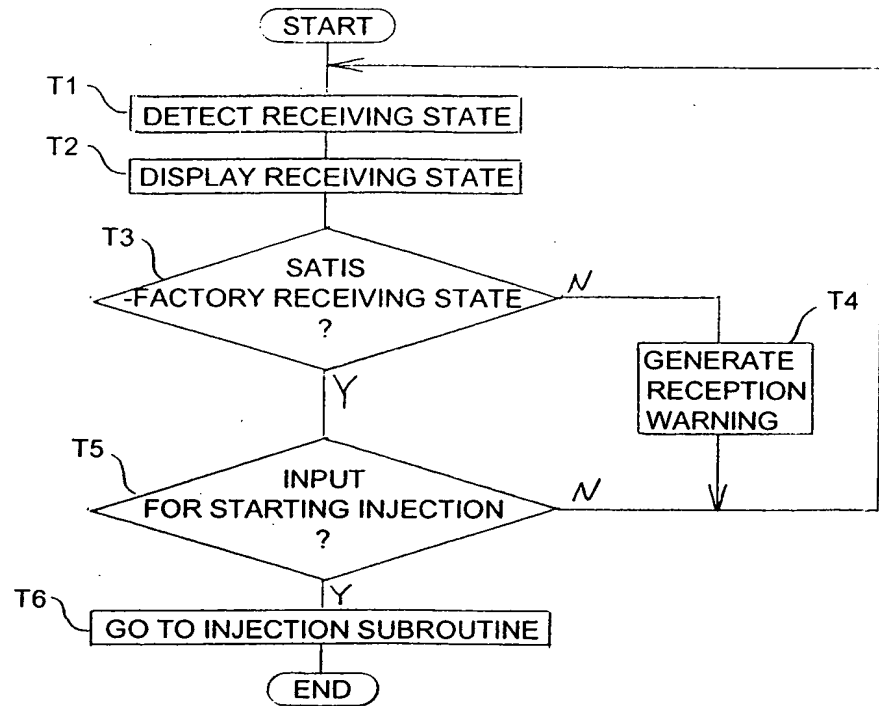 START
T1
DETECT RECEIVING STATE
T2
DISPLAY RECEIVING STATE
T3
SATIS
-FACTORY RECEIVING STATE
?
N
T4
GENERATE
RECEPTION
WARNING
Y
T5
INPUT
FOR STARTING INJECTION
?
N
Y
T6
GO TO INJECTION SUBROUTINE
END